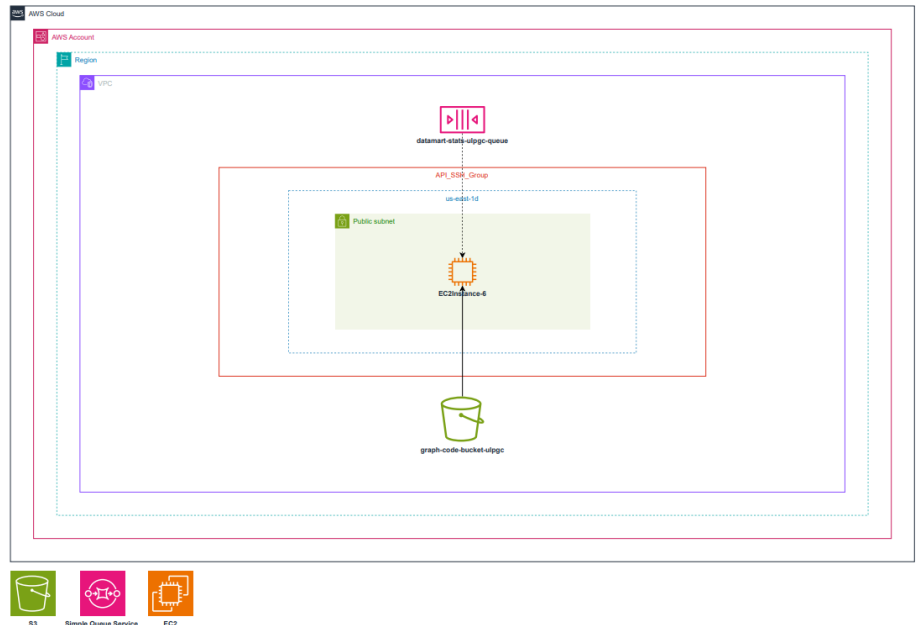 aws
AWS Cloud
AWS Account
Region
VPC
datamart-stats-ulpgc-queue
API_SSH_Group
us-east-1d
Public subnet
EC2Instance-6
graph-code-bucket-ulpgc
S3
Simple Queue Service
EC2